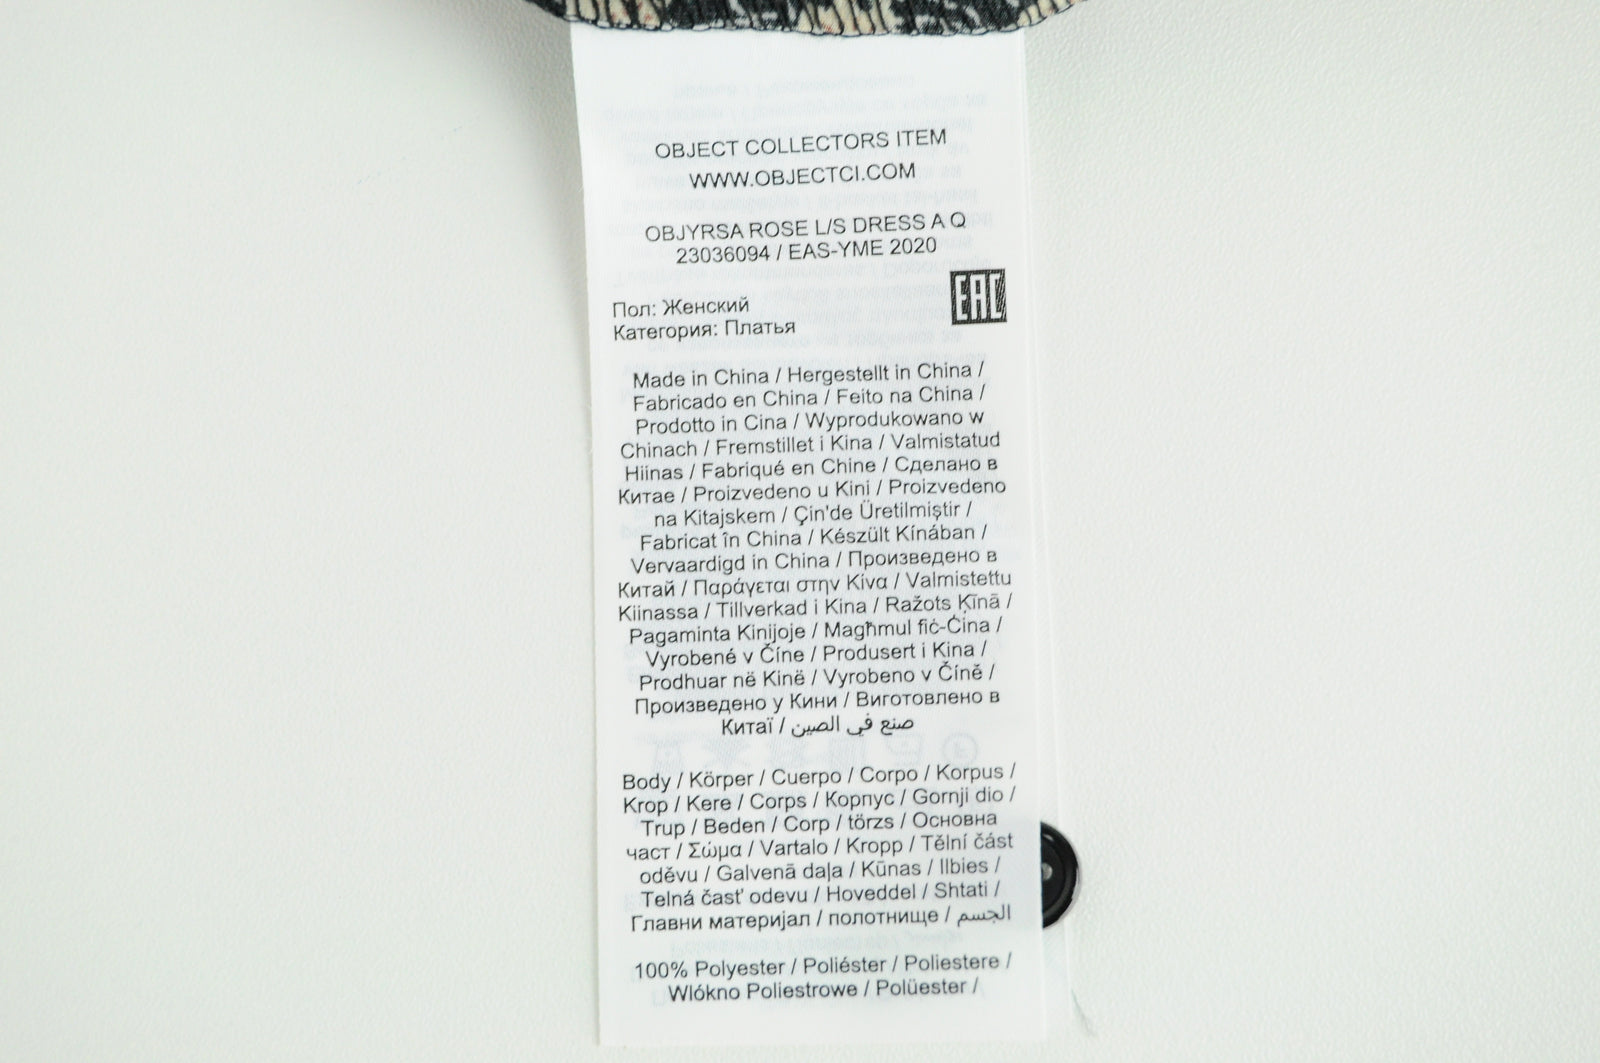 OBJECT COLLECTORS ITEM
WWW.OBJECTCI.COM
OBJYRSA ROSE L/S DRESS A Q
23036094 / EAS-YME 2020
EAC
Пол: Женский
Категория: Платья
Made in China / Hergestellt in China /
Fabricado en China / Feito na China /
Prodotto in Cina / Wyprodukowano w
Chinach / Fremstillet i Kina / Valmistatud
Hiinas / Fabriqué en Chine / Сделано в
Китае / Proizvedeno u Kini / Proizvedeno
na Kitajskem / Çin'de Üretilmiştir /
Fabricat în China / Készült Kínában /
Vervaardigd in China / Произведено в
Китай / Παράγεται στην Κίνα / Valmistettu
Kiinassa / Tillverkad i Kina / Ražots Ķīnā /
Pagaminta Kinijoje / Magħmul fiċ-Ċina /
Vyrobené v Číne / Produsert i Kina /
Prodhuar në Kinë / Vyrobeno v Číně /
Произведено у Кини / Виготовлено в
Китаї / صنع في الصين
Body / Körper / Cuerpo / Corpo / Korpus /
Krop / Kere / Corps / Корпус / Gornji dio /
Trup / Beden / Corp / törzs / Основна
част / Σώμα / Vartalo / Kropp / Tělní část
oděvu / Galvenā daļa / Kūnas / Ilbies /
Telná časť odevu / Hoveddel / Shtati /
Главни материјал / полотнище / الجسم
100% Polyester / Poliéster / Poliestere /
Wlókno Poliestrowe / Polüester /